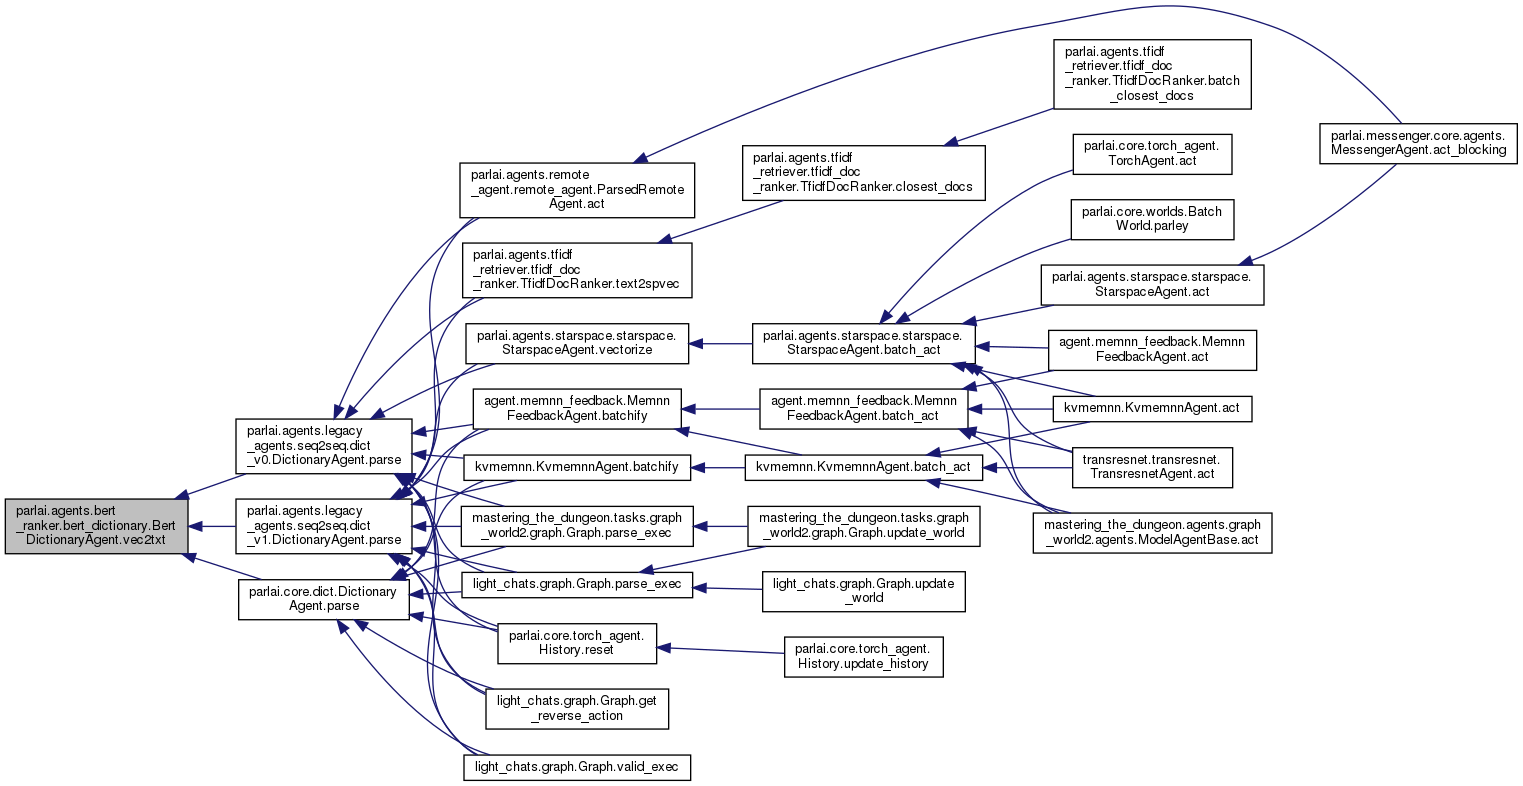 parlai.agents.bert
_ranker.bert_dictionary.Bert
DictionaryAgent.vec2txt
parlai.agents.legacy
_agents.seq2seq.dict
_v0.DictionaryAgent.parse
parlai.agents.legacy
_agents.seq2seq.dict
_v1.DictionaryAgent.parse
parlai.core.dict.Dictionary
Agent.parse
parlai.agents.remote
_agent.remote_agent.ParsedRemote
Agent.act
parlai.agents.tfidf
_retriever.tfidf_doc
_ranker.TfidfDocRanker.text2spvec
parlai.agents.starspace.starspace.
StarspaceAgent.vectorize
agent.memnn_feedback.Memnn
FeedbackAgent.batchify
kvmemnn.KvmemnnAgent.batchify
mastering_the_dungeon.tasks.graph
_world2.graph.Graph.parse_exec
light_chats.graph.Graph.parse_exec
parlai.core.torch_agent.
History.reset
light_chats.graph.Graph.get
_reverse_action
light_chats.graph.Graph.valid_exec
parlai.agents.tfidf
_retriever.tfidf_doc
_ranker.TfidfDocRanker.closest_docs
parlai.agents.starspace.starspace.
StarspaceAgent.batch_act
agent.memnn_feedback.Memnn
FeedbackAgent.batch_act
kvmemnn.KvmemnnAgent.batch_act
mastering_the_dungeon.tasks.graph
_world2.graph.Graph.update_world
light_chats.graph.Graph.update
_world
parlai.core.torch_agent.
History.update_history
parlai.agents.tfidf
_retriever.tfidf_doc
_ranker.TfidfDocRanker.batch
_closest_docs
parlai.core.torch_agent.
TorchAgent.act
parlai.core.worlds.Batch
World.parley
parlai.agents.starspace.starspace.
StarspaceAgent.act
agent.memnn_feedback.Memnn
FeedbackAgent.act
kvmemnn.KvmemnnAgent.act
transresnet.transresnet.
TransresnetAgent.act
mastering_the_dungeon.agents.graph
_world2.agents.ModelAgentBase.act
parlai.messenger.core.agents.
MessengerAgent.act_blocking